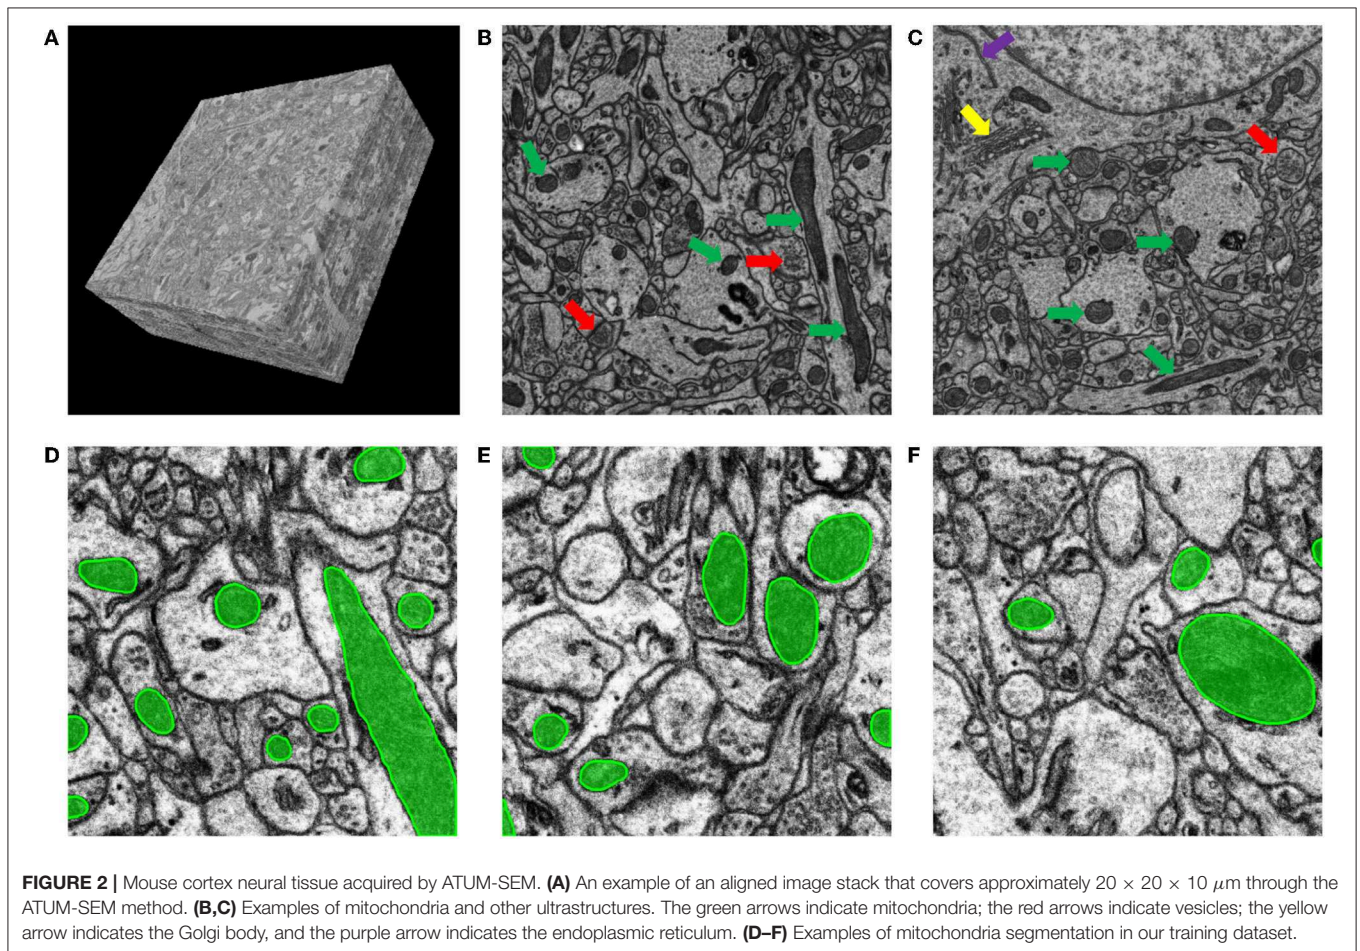 A
B
C
D
E
F
FIGURE 2 | Mouse cortex neural tissue acquired by ATUM-SEM. (A) An example of an aligned image stack that covers approximately 20 × 20 × 10 μm through the
ATUM-SEM method. (B,C) Examples of mitochondria and other ultrastructures. The green arrows indicate mitochondria; the red arrows indicate vesicles; the yellow
arrow indicates the Golgi body, and the purple arrow indicates the endoplasmic reticulum. (D–F) Examples of mitochondria segmentation in our training dataset.